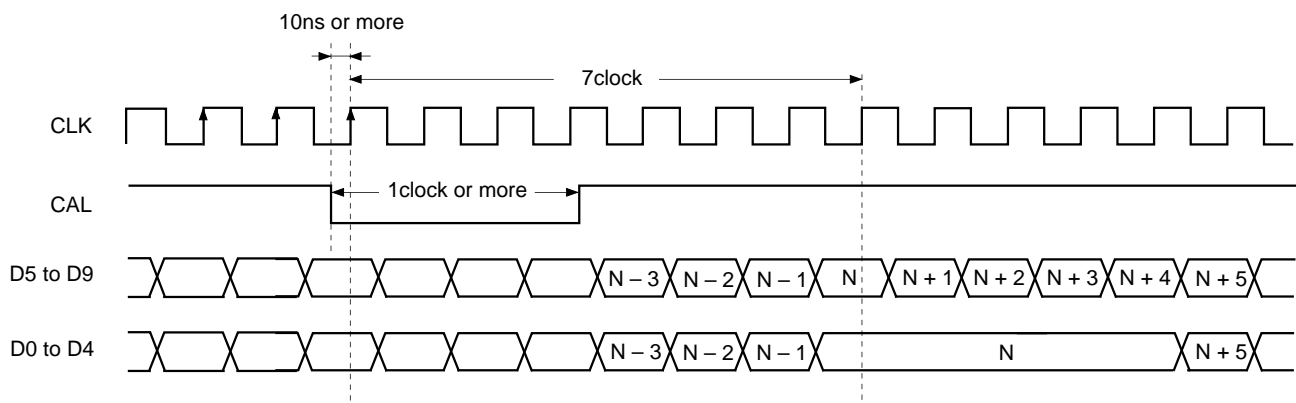 10ns or more
7clock
CLK
1clock or more
CAL
D5 to D9
N – 3 N – 2 N – 1 N N + 1 N + 2 N + 3 N + 4 N + 5
D0 to D4
N – 3 N – 2 N – 1 N N + 5